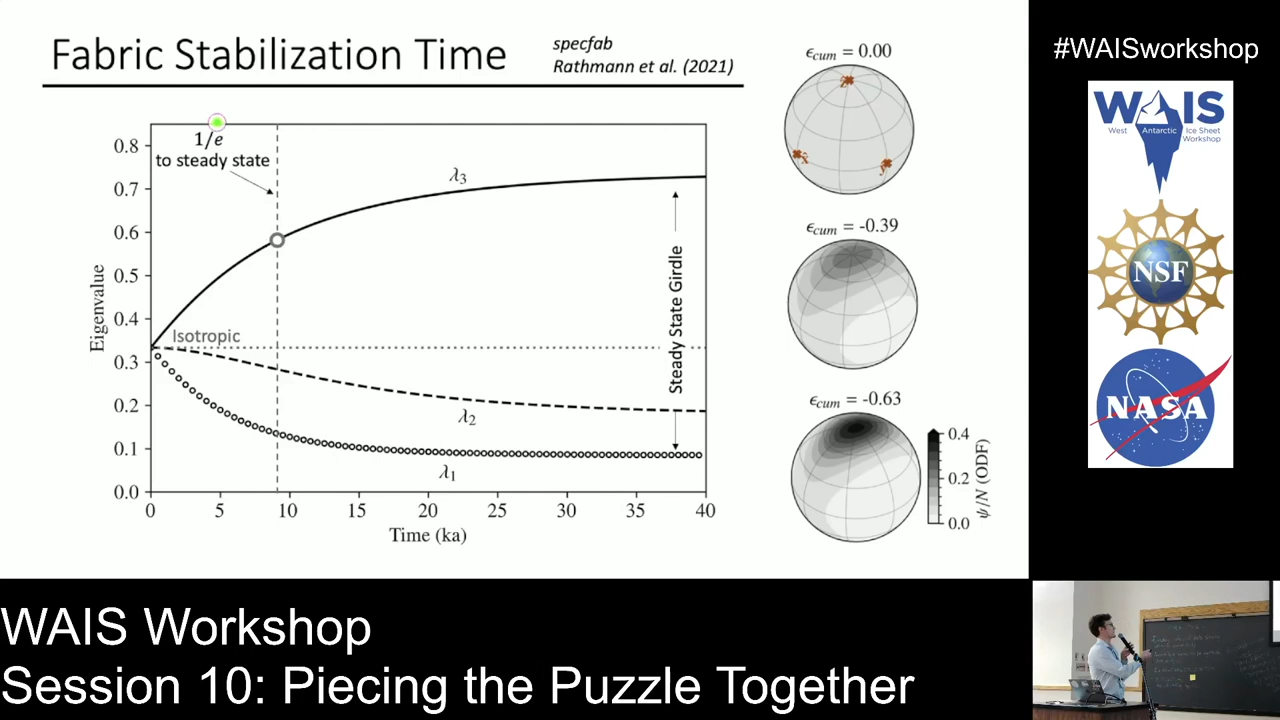 Fabric Stabilization Time
specfab
Rathmann et al. (2021)
1/e
to steady state
λ3
Isotropic
λ2
λ1
Steady State Girdle
Eigenvalue
0.8
0.7
0.6
0.5
0.4
0.3
0.2
0.1
0.0
0 5 10 15 20 25 30 35 40
Time (ka)
ϵcum = 0.00
ẑ
x̂
ŷ
ϵcum = -0.39
ϵcum = -0.63
0.4
0.2
0.0
ψ/N (ODF)
#WAISworkshop
WAIS
West Antarctic Ice Sheet
Workshop
NSF
NASA
WAIS Workshop
Session 10: Piecing the Puzzle Together